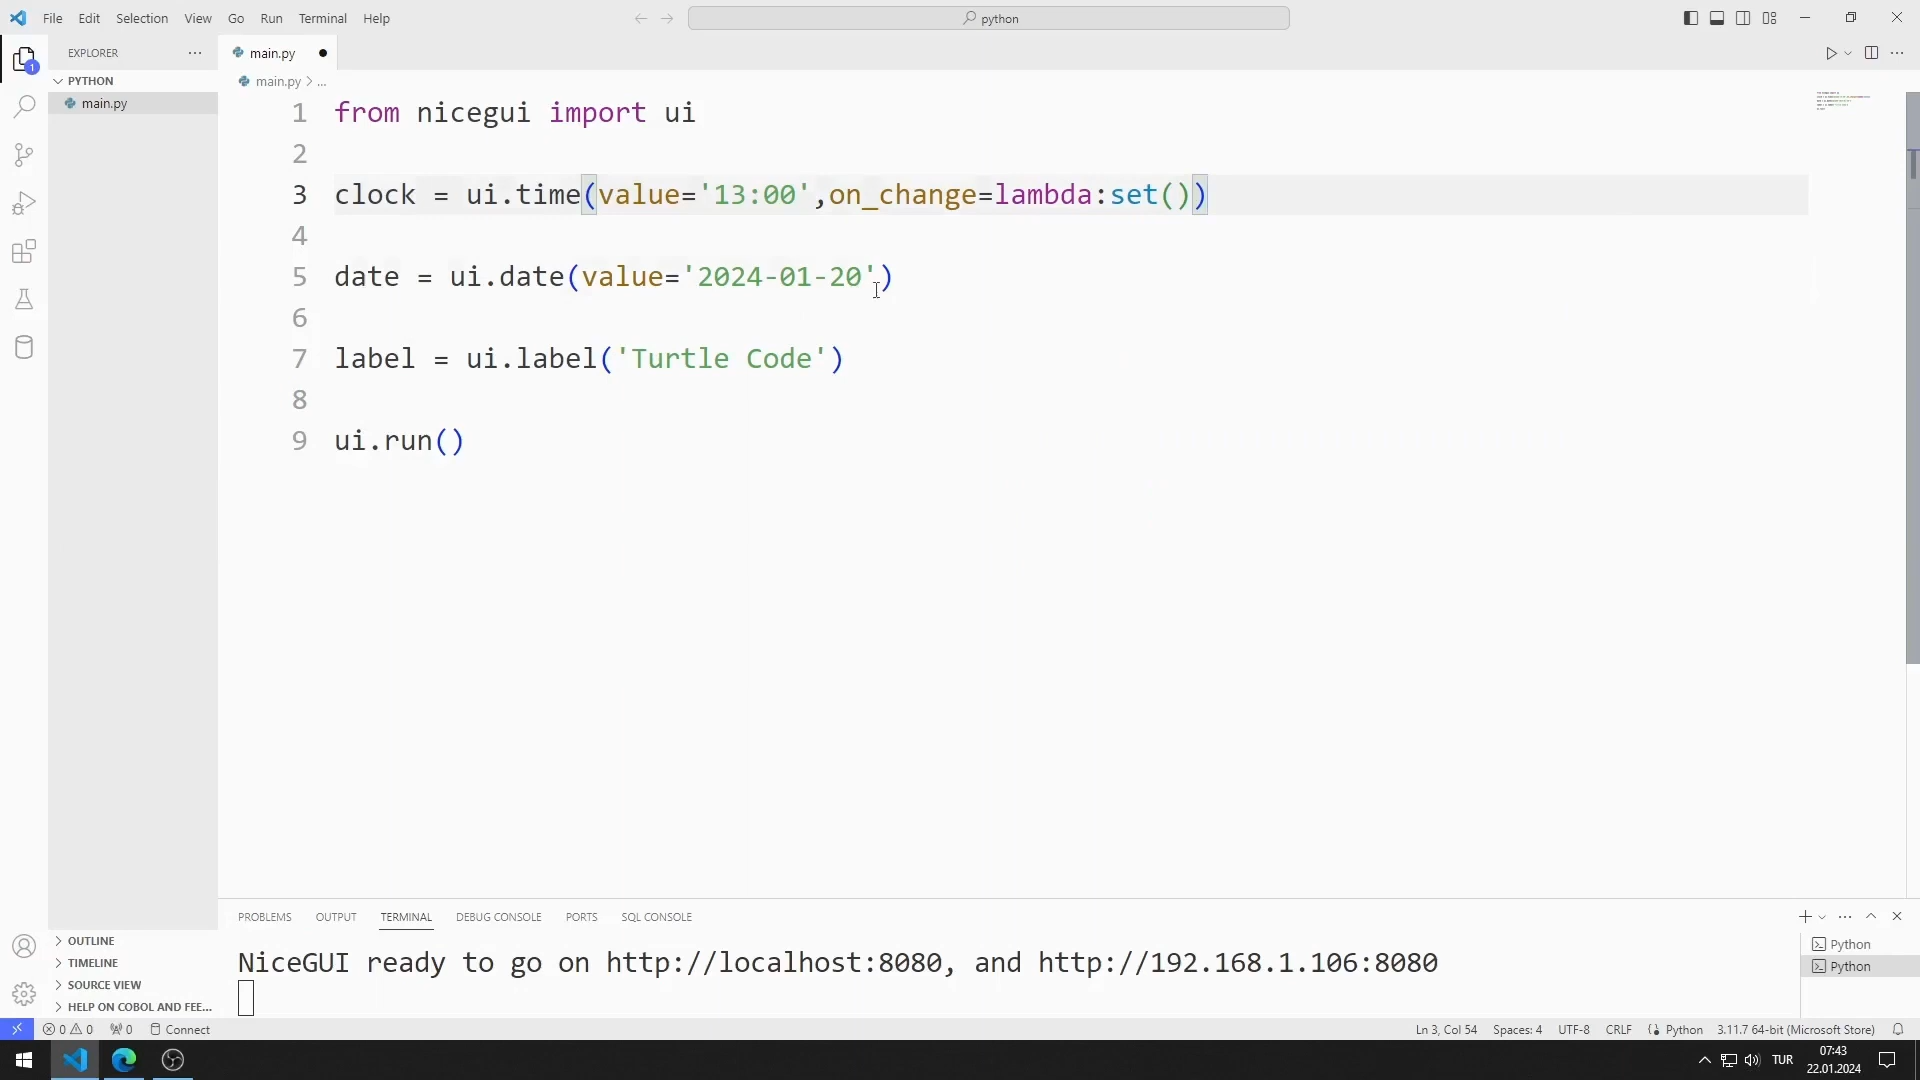 File Edit Selection View Go Run Terminal Help
python
EXPLORER
main.py
PYTHON
main.py
main.py > ...
1 from nicegui import ui
2
3 clock = ui.time(value='13:00',on_change=lambda:set())
4
5 date = ui.date(value='2024-01-20')
6
7 label = ui.label('Turtle Code')
8
9 ui.run()
OUTLINE
TIMELINE
SOURCE VIEW
HELP ON COBOL AND FEE...
PROBLEMS OUTPUT TERMINAL DEBUG CONSOLE PORTS SQL CONSOLE
NiceGUI ready to go on http://localhost:8080, and http://192.168.1.106:8080
Python
Python
1
0 0 0 Connect
Ln 3, Col 54 Spaces: 4 UTF-8 CRLF Python 3.11.7 64-bit (Microsoft Store)
TUR
07:43
22.01.2024